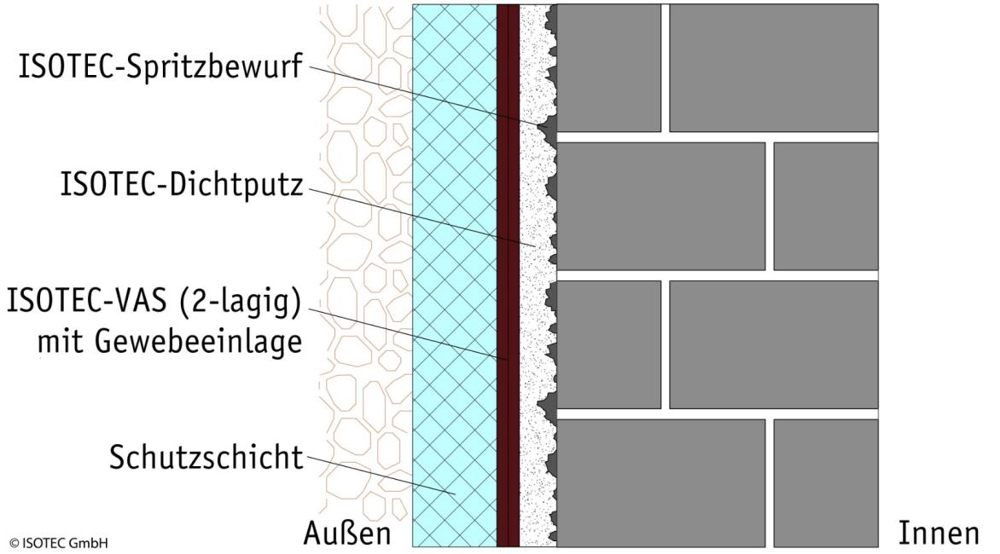 ISOTEC-Spritzbewurf
ISOTEC-Dichtputz
ISOTEC-VAS (2-lagig)
mit Gewebeeinlage
Schutzschicht
Außen
Innen
© ISOTEC GmbH